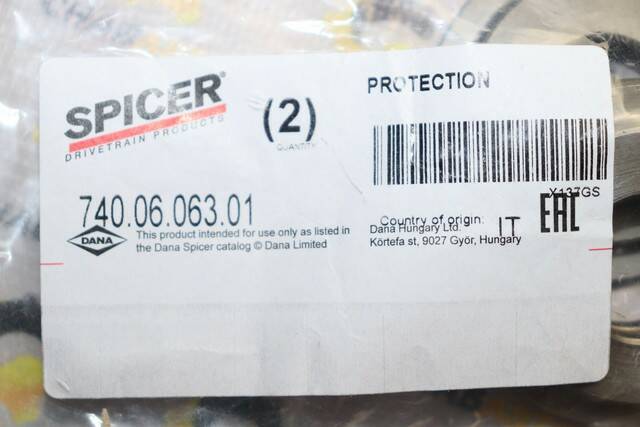 SPICER®
DRIVETRAIN PRODUCTS
(2)
QUANTITY
PROTECTION
X137GS
740.06.063.01
Country of origin: IT
EAC
DANA
This product intended for use only as listed in
the Dana Spicer catalog © Dana Limited
Dana Hungary Ltd.
Körtefa st, 9027 Györ, Hungary